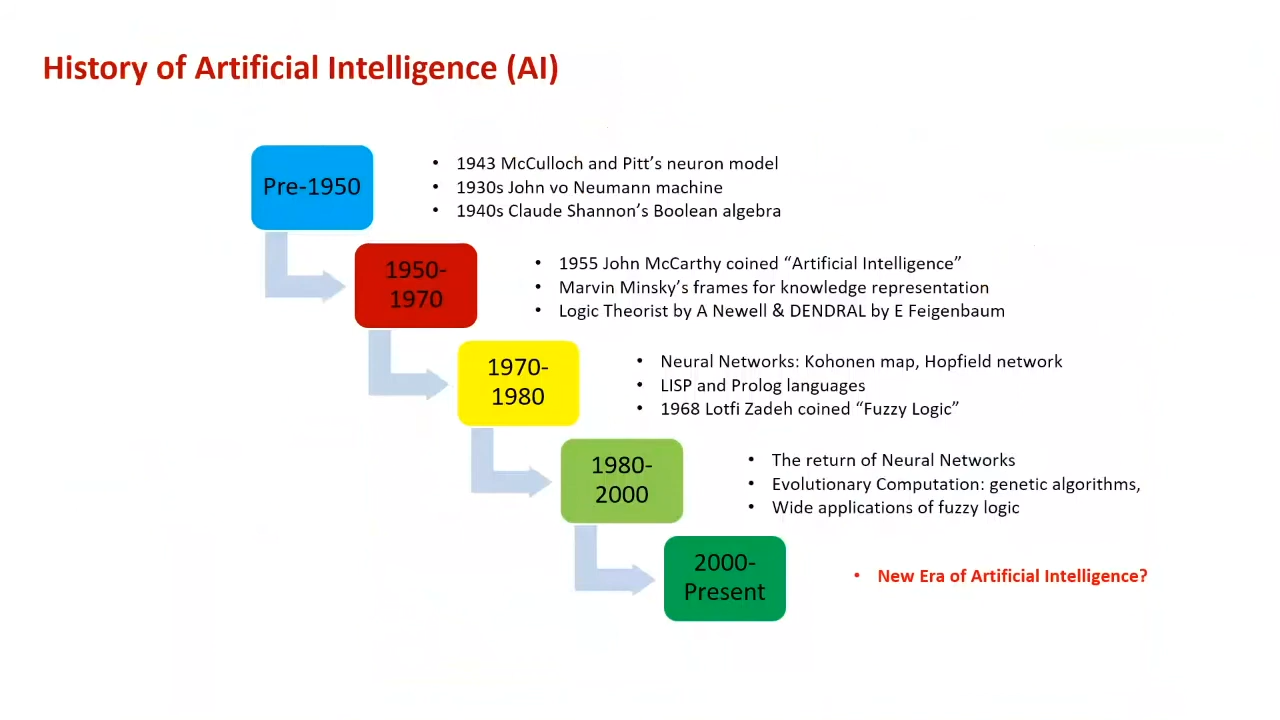 History of Artificial Intelligence (AI)
Pre-1950
• 1943 McCulloch and Pitt’s neuron model
• 1930s John vo Neumann machine
• 1940s Claude Shannon’s Boolean algebra
1950-
1970
• 1955 John McCarthy coined “Artificial Intelligence”
• Marvin Minsky’s frames for knowledge representation
• Logic Theorist by A Newell & DENDRAL by E Feigenbaum
1970-
1980
• Neural Networks: Kohonen map, Hopfield network
• LISP and Prolog languages
• 1968 Lotfi Zadeh coined “Fuzzy Logic”
1980-
2000
• The return of Neural Networks
• Evolutionary Computation: genetic algorithms,
• Wide applications of fuzzy logic
2000-
Present
• New Era of Artificial Intelligence?